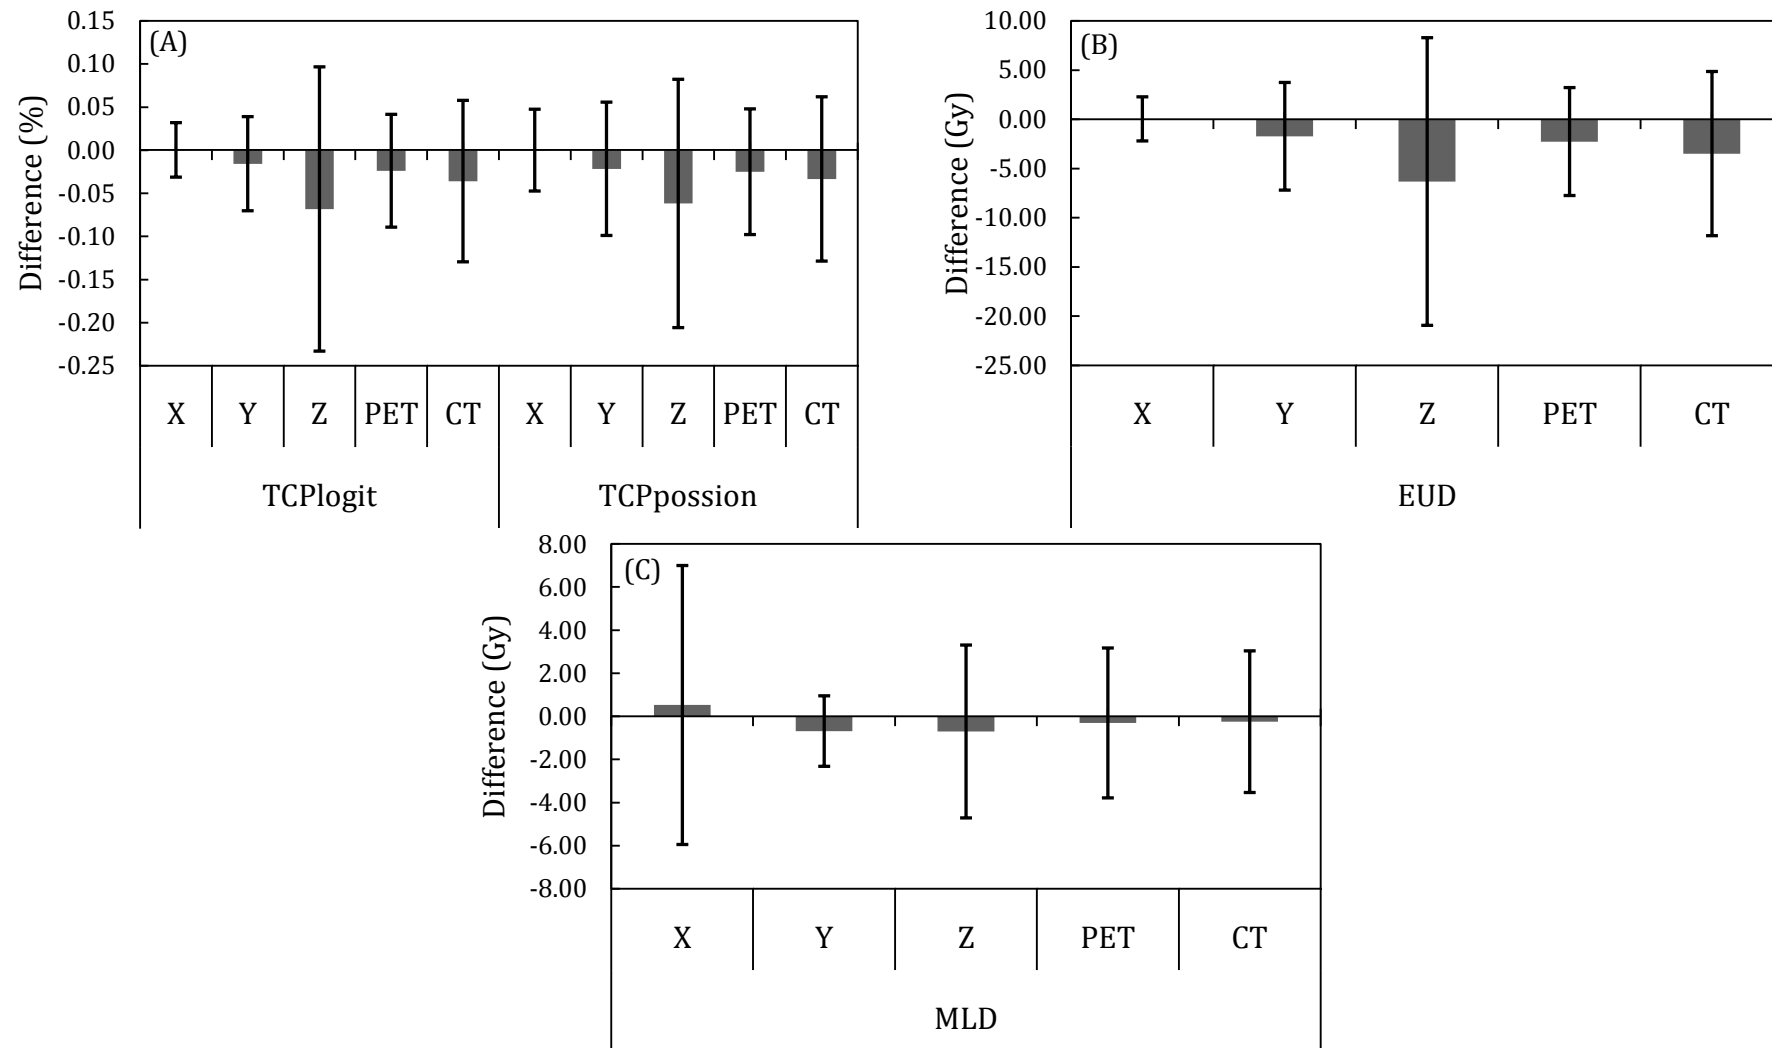 (A)
Difference (%)
0.15
0.10
0.05
0.00
-0.05
-0.10
-0.15
-0.20
-0.25
X Y Z PET CT X Y Z PET CT
TCPlogit TCPpossion
(B)
Difference (Gy)
10.00
5.00
0.00
-5.00
-10.00
-15.00
-20.00
-25.00
X Y Z PET CT
EUD
(C)
Difference (Gy)
8.00
6.00
4.00
2.00
0.00
-2.00
-4.00
-6.00
-8.00
X Y Z PET CT
MLD